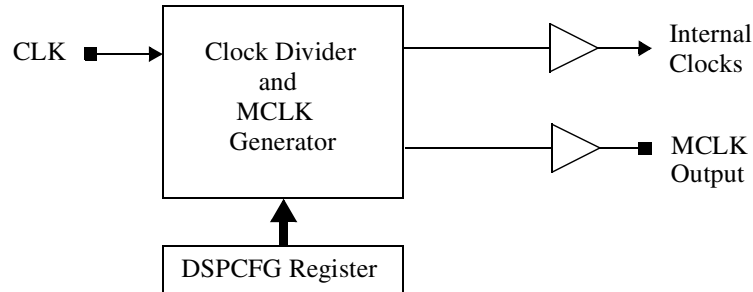 CLK
Clock Divider
and
MCLK
Generator
Internal
Clocks
MCLK
Output
DSPCFG Register